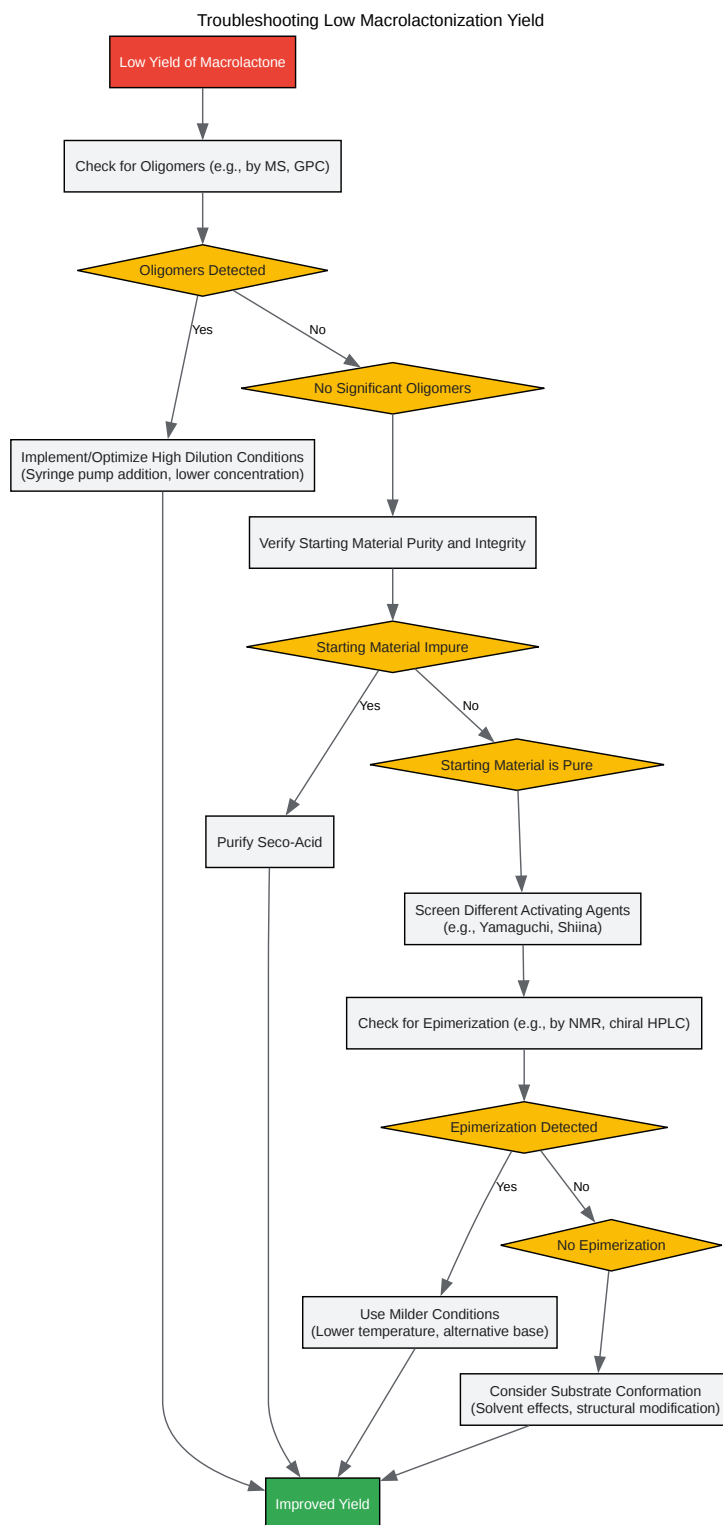 Troubleshooting Low Macrolactonization Yield
Low Yield of Macrolactone
Check for Oligomers (e.g., by MS, GPC)
Oligomers Detected
Yes
No
No Significant Oligomers
Implement/Optimize High Dilution Conditions
(Syringe pump addition, lower concentration)
Verify Starting Material Purity and Integrity
Starting Material Impure
Yes
No
Starting Material is Pure
Purify Seco-Acid
Screen Different Activating Agents
(e.g., Yamaguchi, Shiina)
Check for Epimerization (e.g., by NMR, chiral HPLC)
Epimerization Detected
Yes
No
No Epimerization
Use Milder Conditions
(Lower temperature, alternative base)
Consider Substrate Conformation
(Solvent effects, structural modification)
Improved Yield